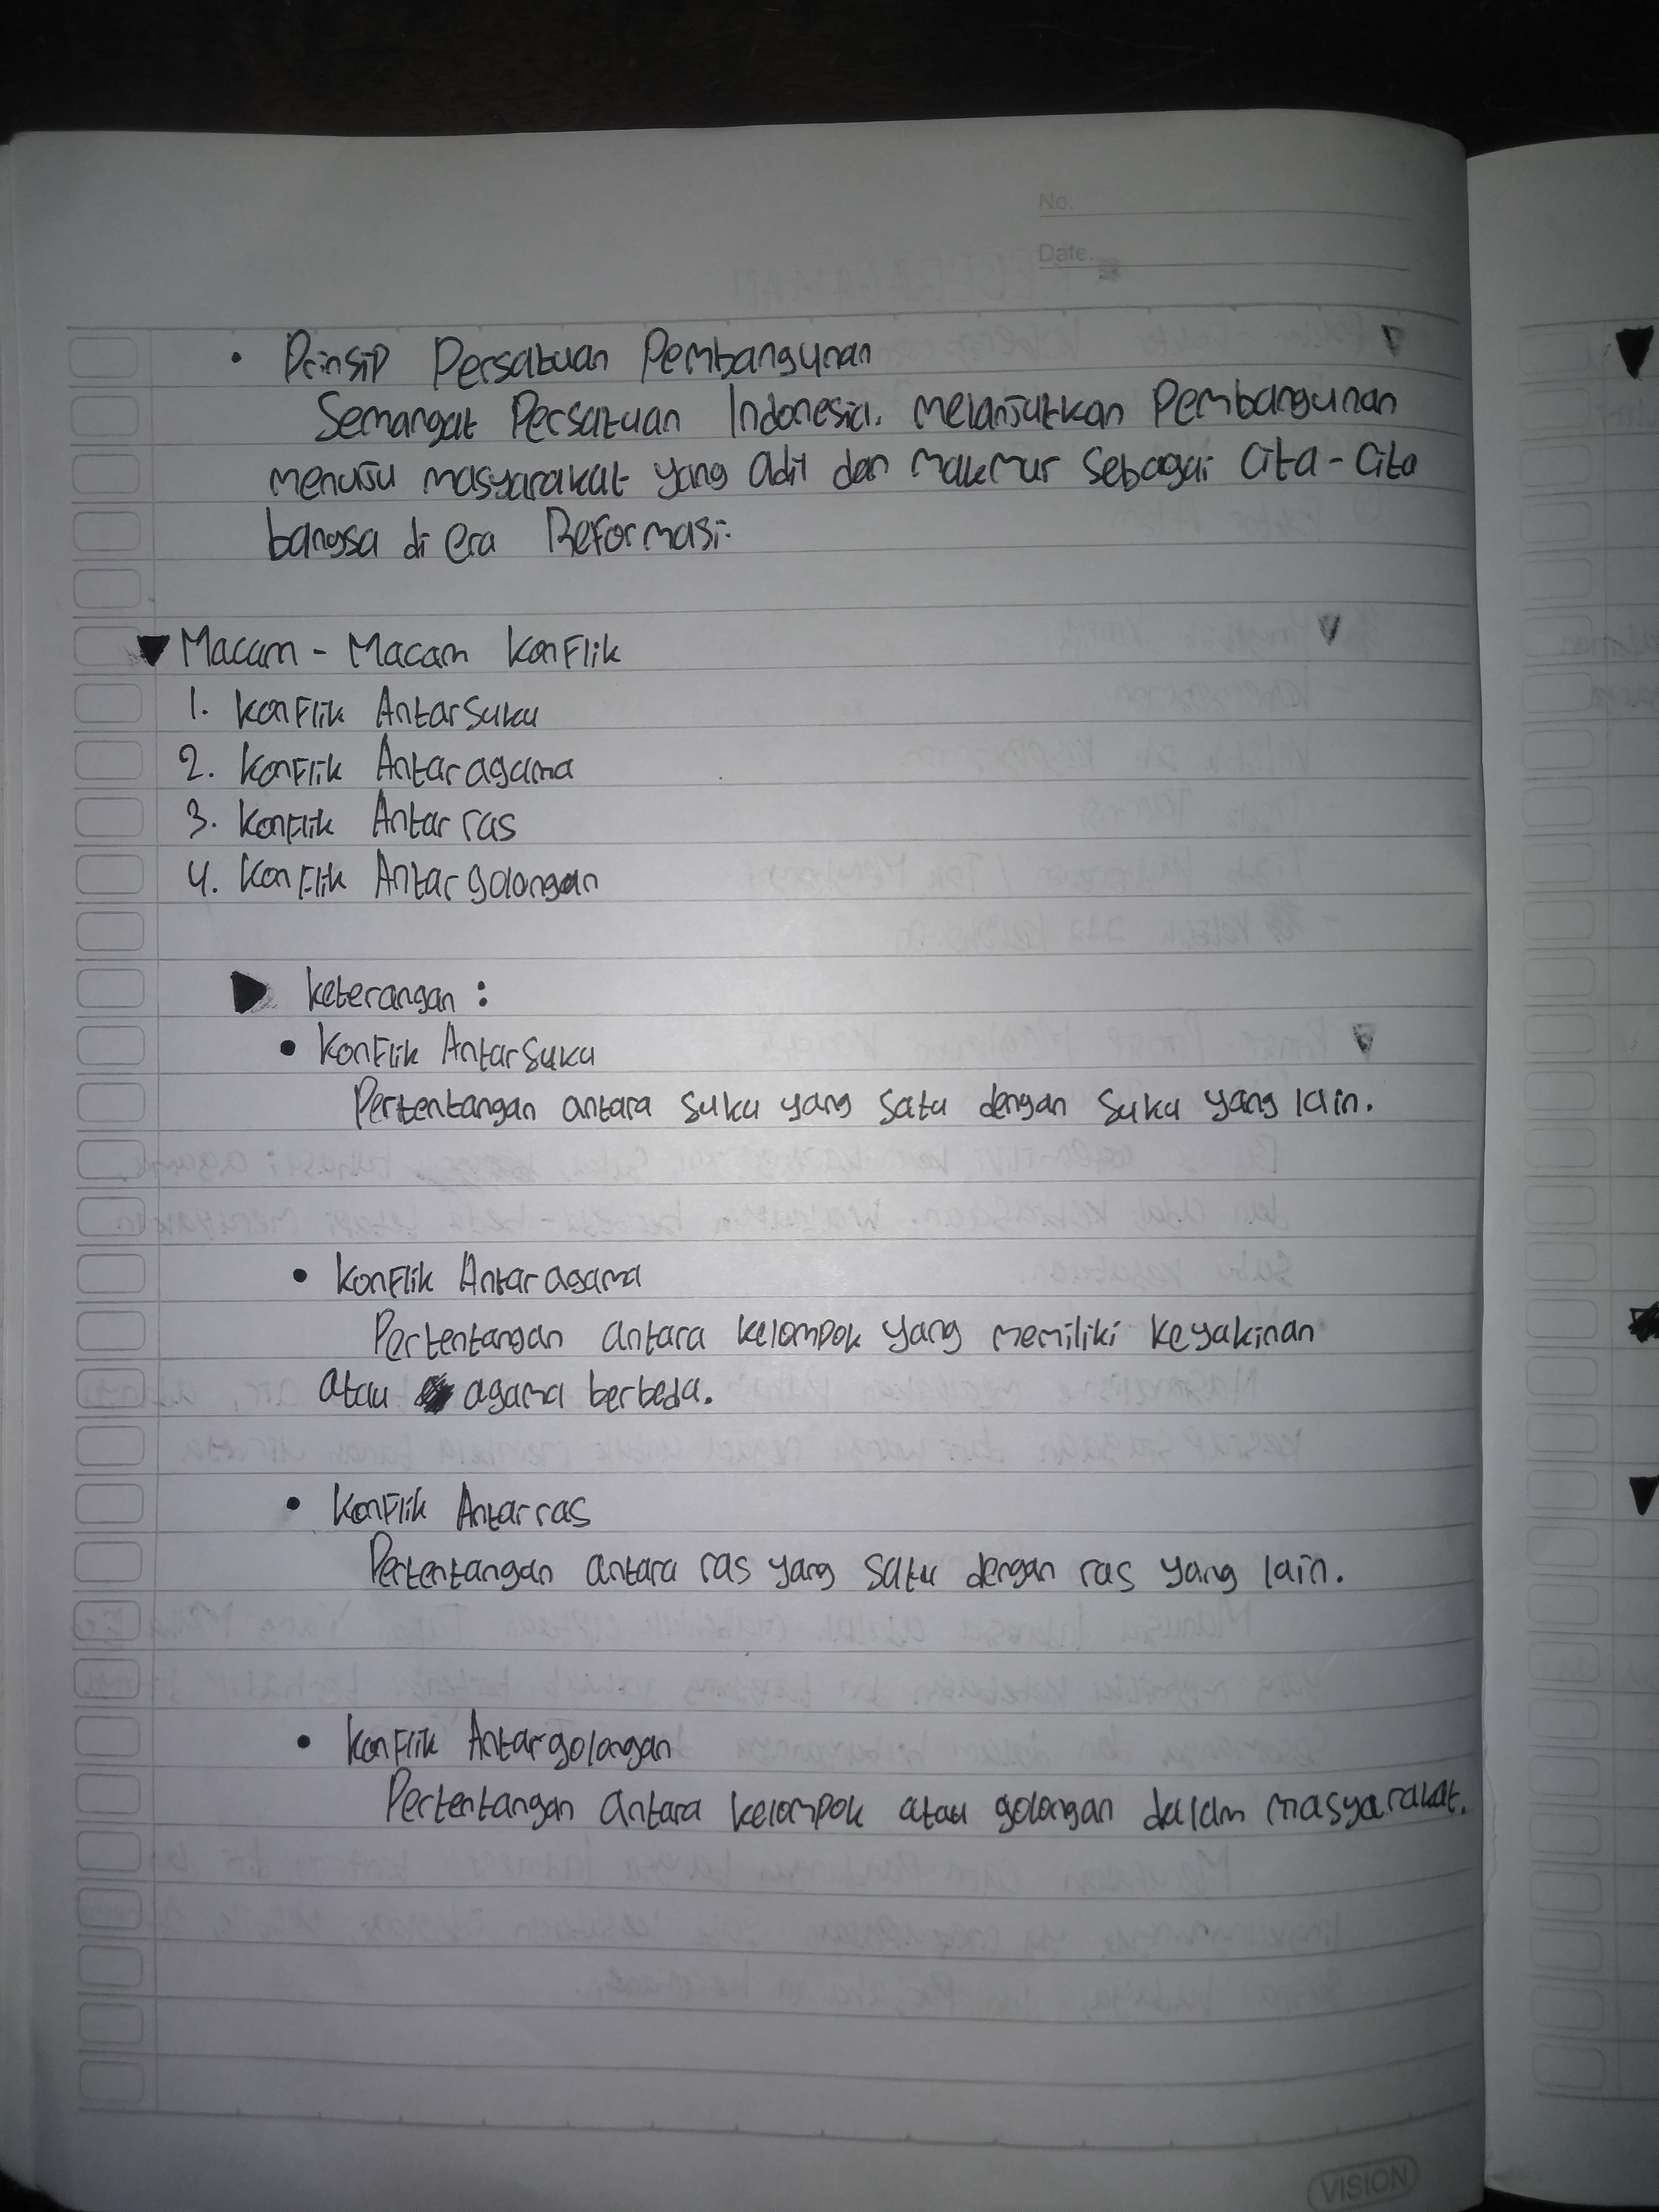 No.
Date.
• Prinsip Persatuan Pembangunan
Semangat Persatuan Indonesia. melanjutkan Pembangunan
menuju masyarakat yang adil dan makmur sebagai Cita-Cita
bangsa di era Reformasi.
▼ Macam - Macam Konflik
1. Konflik Antarsuku
2. Konflik Antaragama
3. Konflik Antar ras
4. Konflik Antargolongan
▶ keterangan :
• Konflik Antarsuku
Pertentangan antara suku yang satu dengan suku yang lain.
• Konflik Antaragama
Pertentangan antara kelompok yang memiliki keyakinan
atau agama berbeda.
• Konflik Antarras
Pertentangan antara ras yang satu dengan ras yang lain.
• Konflik Antargolongan
Pertentangan antara kelompok atau golongan dalam masyarakat.
VISION